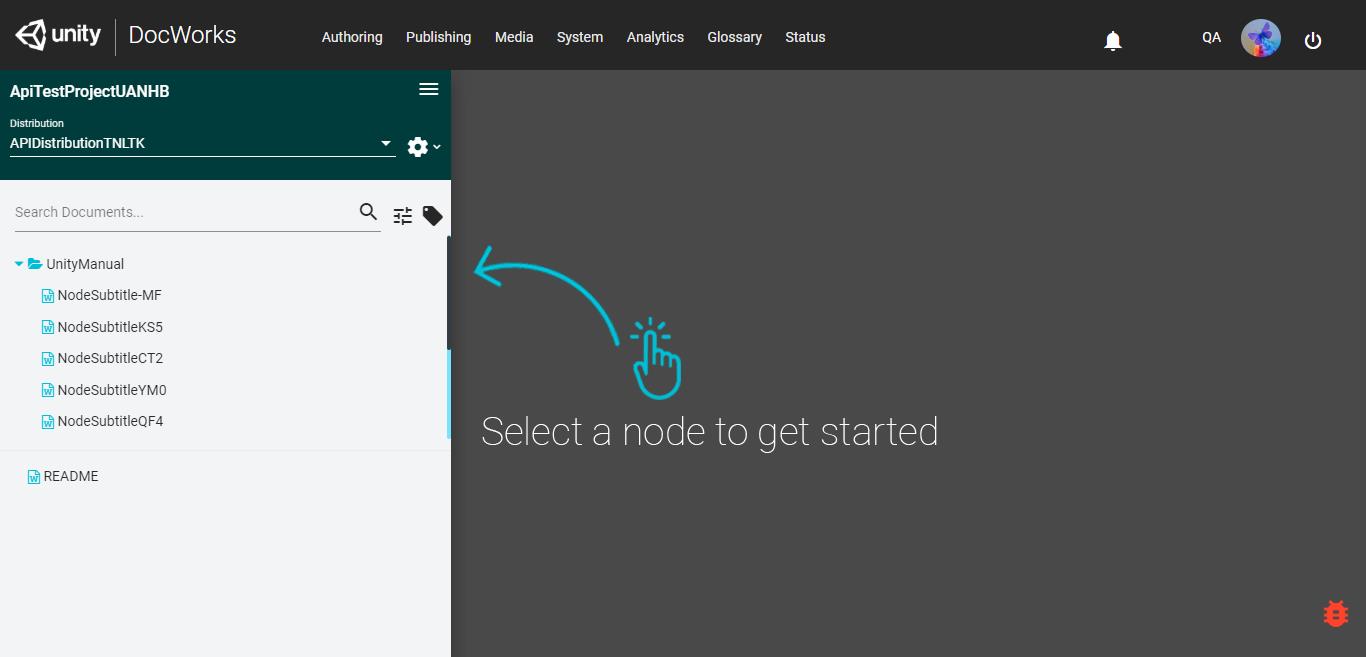 unity
DocWorks
Authoring
Publishing
Media
System
Analytics
Glossary
Status
QA
ApiTestProjectUANHB
Distribution
APIDistributionTNLTK
Search Documents...
UnityManual
NodeSubtitle-MF
NodeSubtitleKS5
NodeSubtitleCT2
NodeSubtitleYM0
NodeSubtitleQF4
README
Select a node to get started